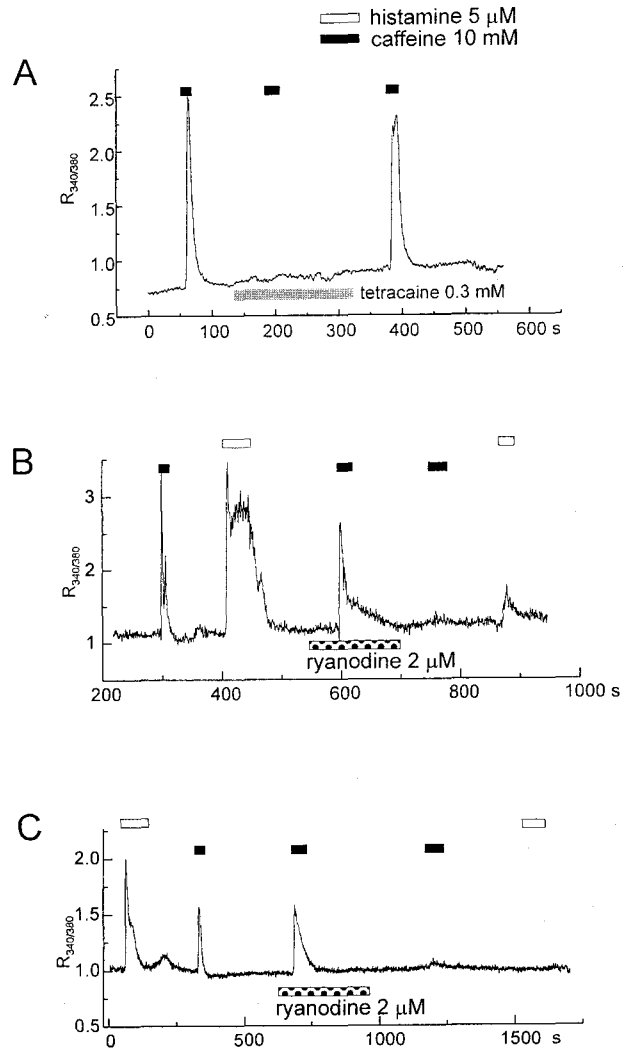 histamine 5 μM
caffeine 10 mM
A
2.5
2.0
1.5
1.0
0.5
R340/380
tetracaine 0.3 mM
0 100 200 300 400 500 600 s
B
3
2
1
R340/380
ryanodine 2 μM
200 400 600 800 1000 s
C
2.0
1.5
1.0
0.5
R340/380
ryanodine 2 μM
0 500 1000 1500 s